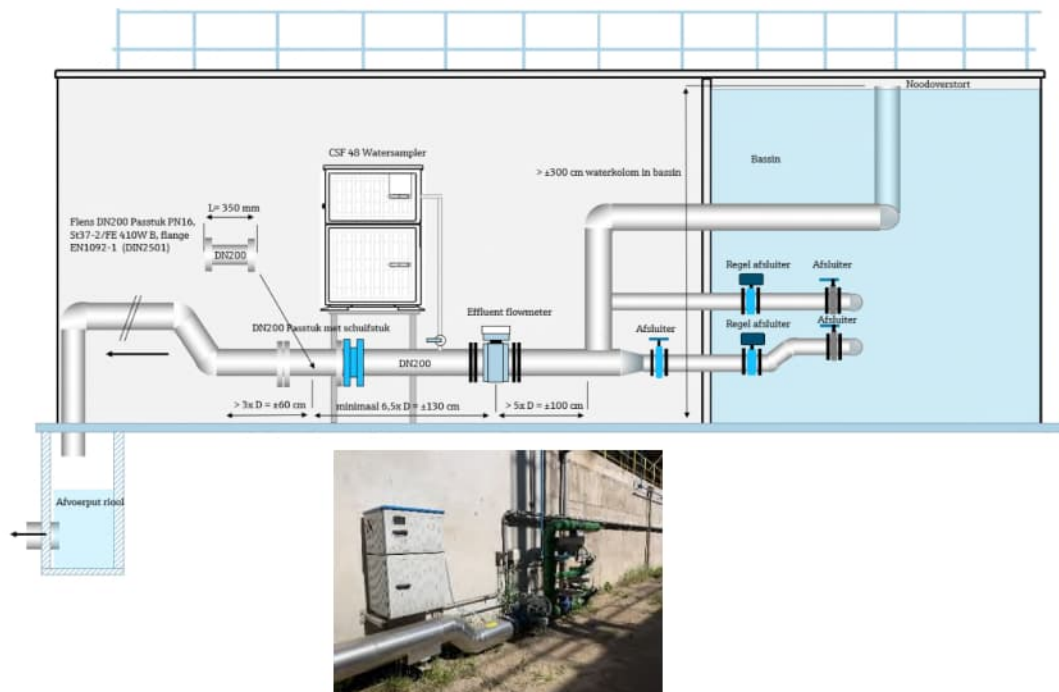 Noodoverstort
CSF 48 Watersampler
Bassin
> ±300 cm waterkolom in bassin
L= 350 mm
Flens DN200 Passtuk PN16,
St37-2/FE 410W B, flange
EN1092-1 (DIN2501)
DN200
Regel afsluiter
Afsluiter
Effluent flowmeter
DN200 Passtuk met schuifstuk
Afsluiter
Regel afsluiter
Afsluiter
DN200
> 3x D = ±60 cm
minimaal 6,5x D = ±130 cm
> 5x D = ±100 cm
Afvoerput riool